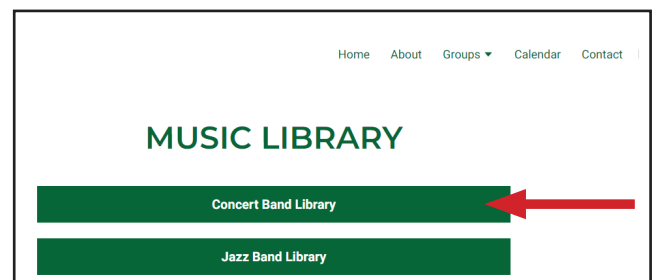 Home About Groups Calendar Contact
MUSIC LIBRARY
Concert Band Library
Jazz Band Library